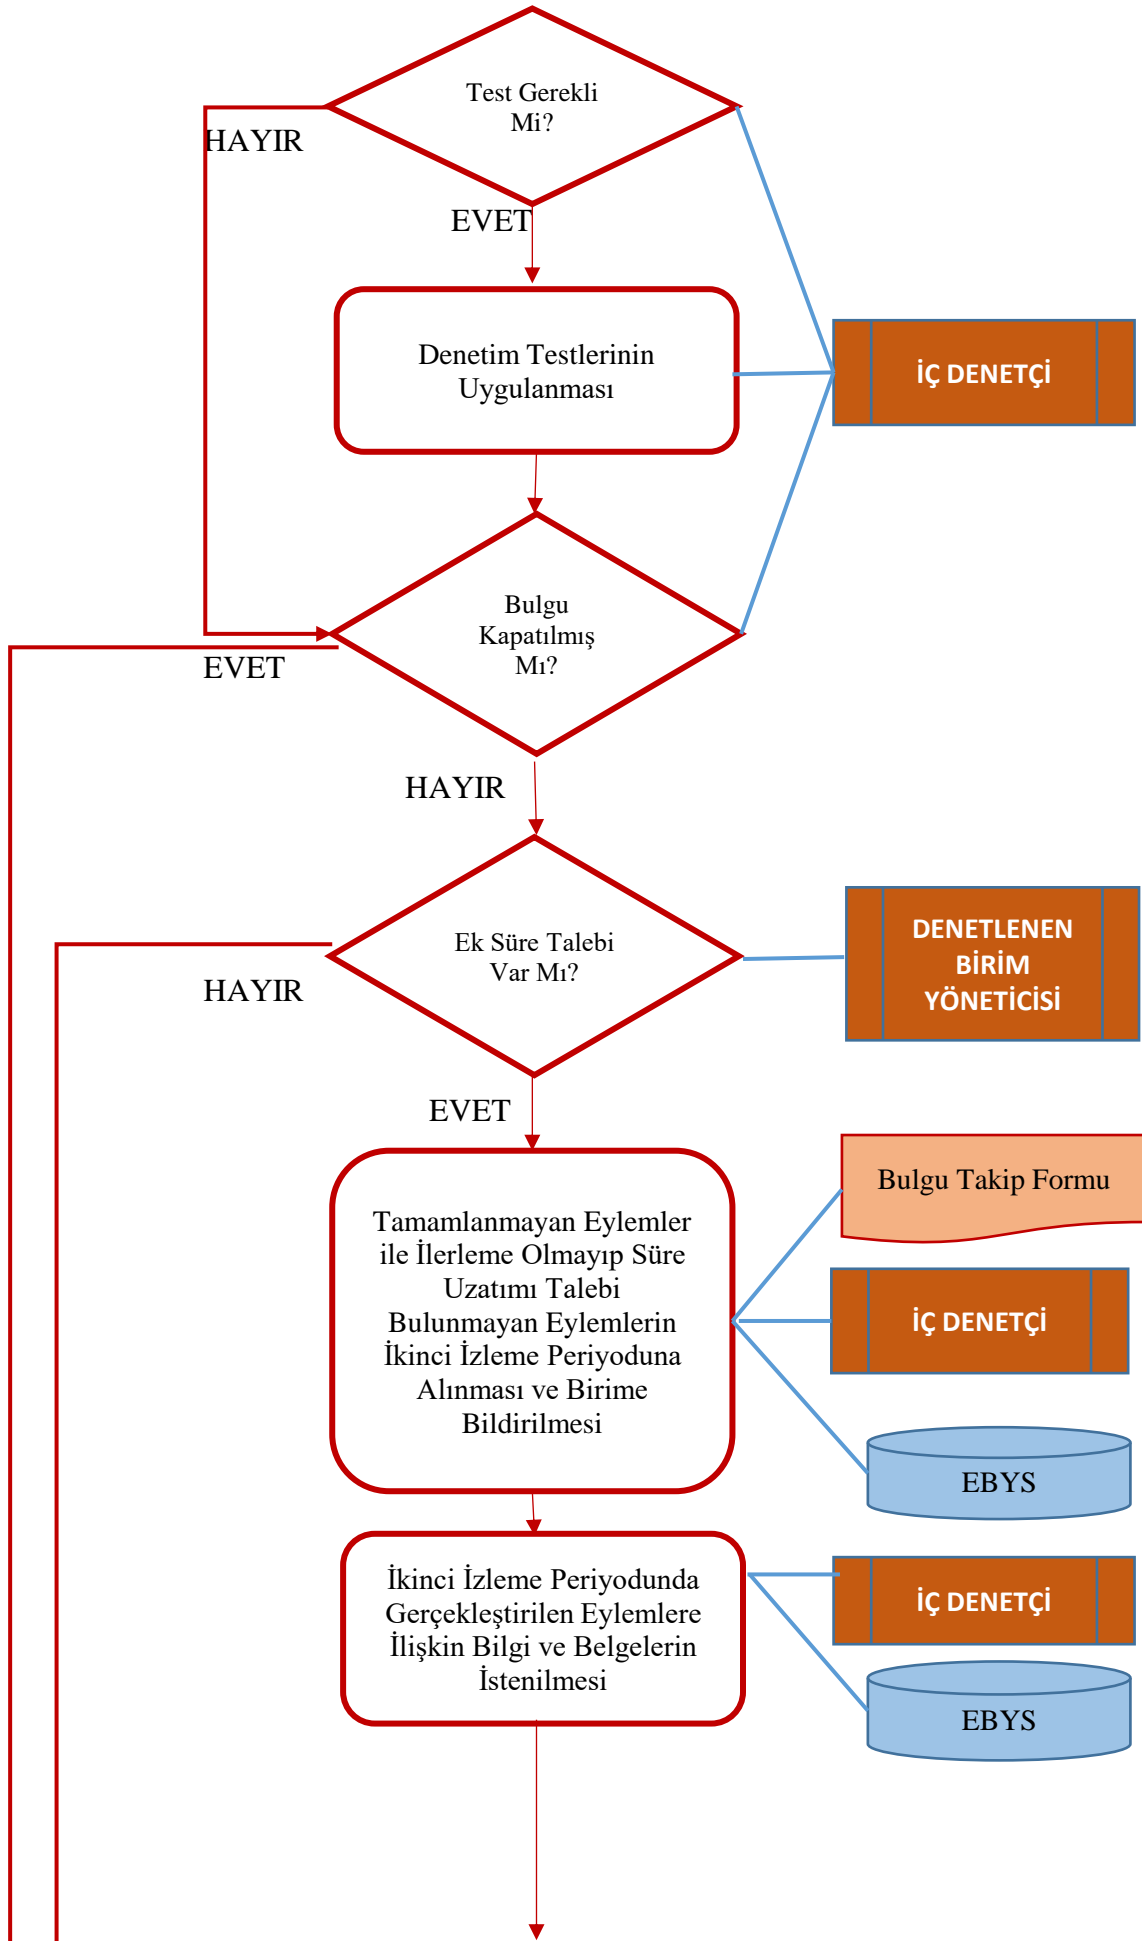 Test Gerekli
Mi?
HAYIR
EVET
Denetim Testlerinin
Uygulanması
İÇ DENETÇİ
Bulgu
Kapatılmış
Mı?
EVET
HAYIR
Ek Süre Talebi
Var Mı?
HAYIR
DENETLENEN
BİRİM
YÖNETİCİSİ
EVET
Tamamlanmayan Eylemler
ile İlerleme Olmayıp Süre
Uzatımı Talebi
Bulunmayan Eylemlerin
İkinci İzleme Periyoduna
Alınması ve Birime
Bildirilmesi
Bulgu Takip Formu
İÇ DENETÇİ
EBYS
İkinci İzleme Periyodunda
Gerçekleştirilen Eylemlere
İlişkin Bilgi ve Belgelerin
İstenilmesi
İÇ DENETÇİ
EBYS